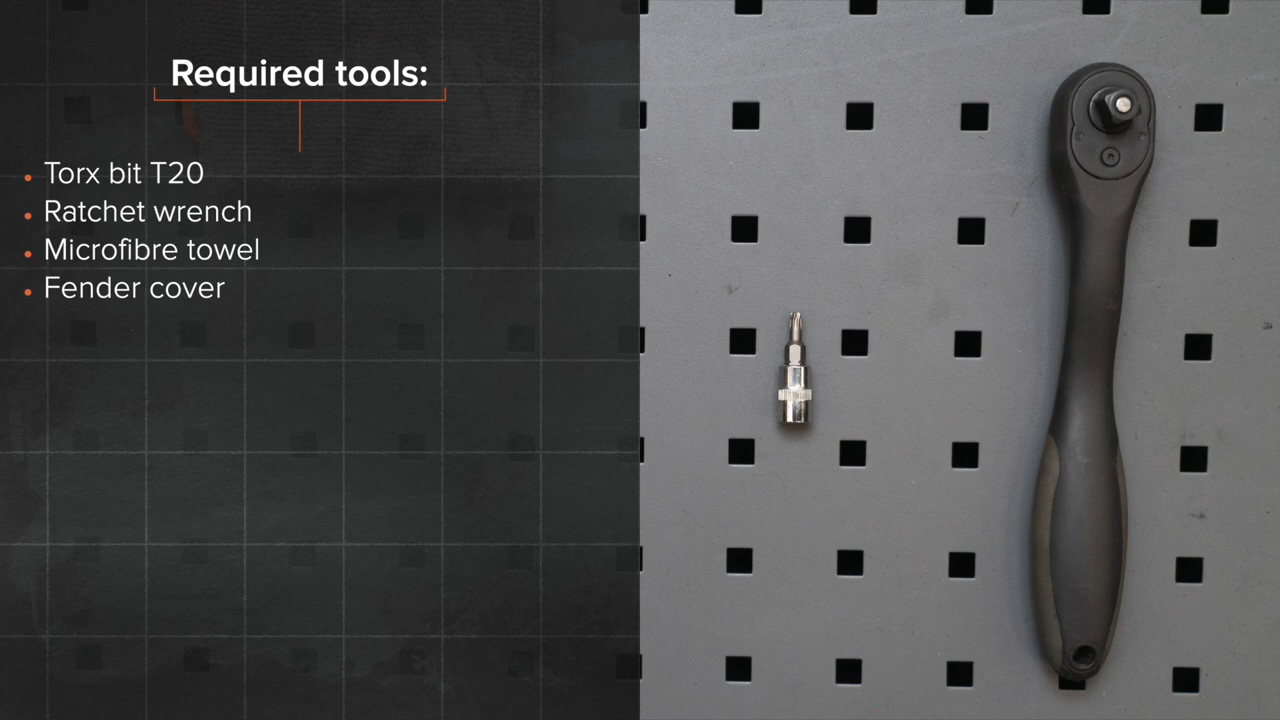 Required tools:
Torx bit T20
Ratchet wrench
Microfibre towel
Fender cover